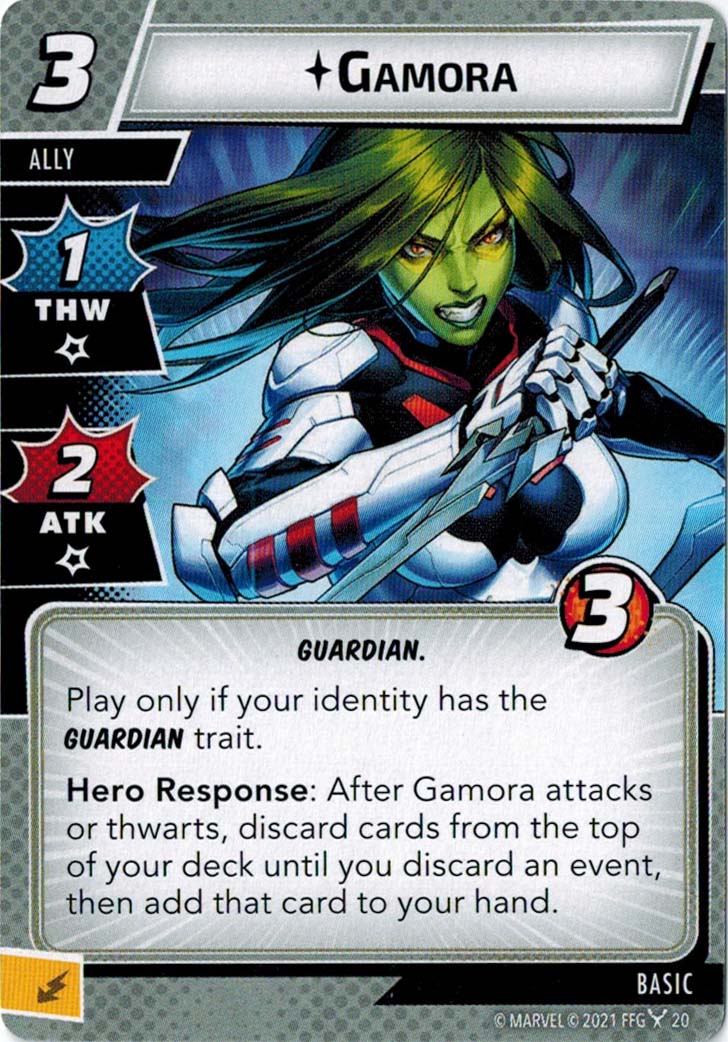 3
GAMORA
ALLY
1
THW
2
ATK
3
GUARDIAN.
Play only if your identity has the
GUARDIAN trait.
Hero Response: After Gamora attacks
or thwarts, discard cards from the top
of your deck until you discard an event,
then add that card to your hand.
BASIC
© MARVEL © 2021 FFG 20